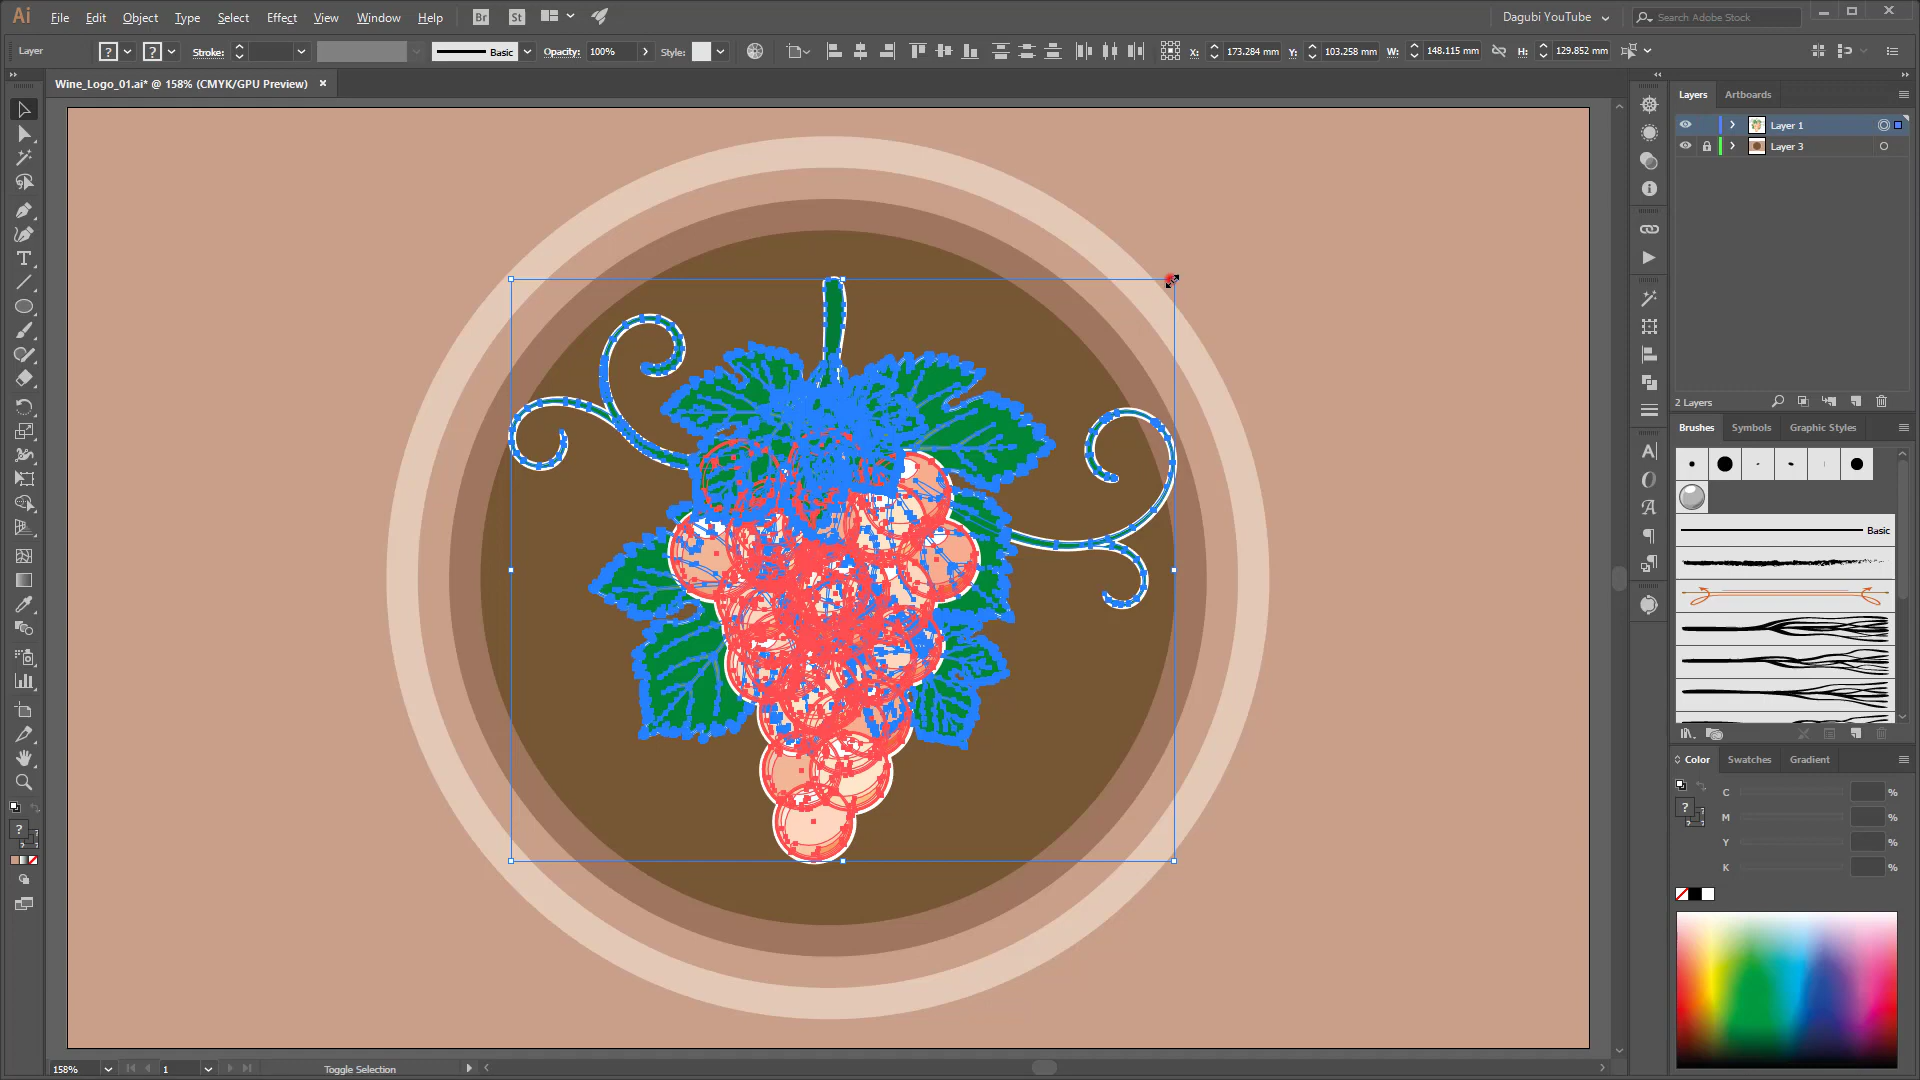 Ai File Edit Object Type Select Effect View Window Help Br St Dagubi YouTube Search Adobe Stock
Layer ? ? Stroke: Basic Opacity: 100% Style: X: 173.284 mm Y: 103.258 mm W: 148.115 mm H: 129.852 mm
Wine_Logo_01.ai* @ 158% (CMYK/GPU Preview) ×
Layers Artboards
Layer 1
Layer 3
2 Layers
Brushes Symbols Graphic Styles
Basic
Color Swatches Gradient
C %
M %
Y %
K %
158% 1 Toggle Selection